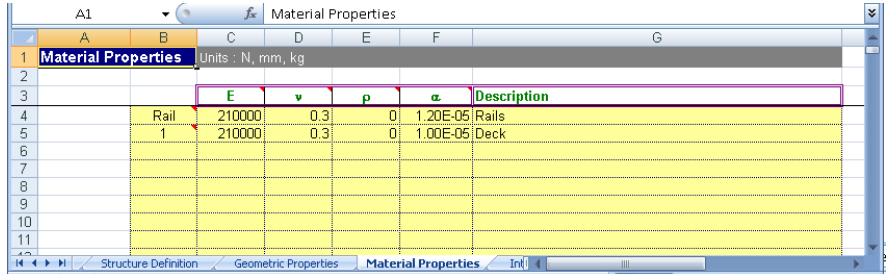 A1 fx Material Properties
A B C D E F G
1 Material Properties Units : N, mm, kg
2
3 E ν ρ α Description
4 Rail 210000 0.3 0 1.20E-05 Rails
5 1 210000 0.3 0 1.00E-05 Deck
6
7
8
9
10
11
Structure Definition Geometric Properties Material Properties